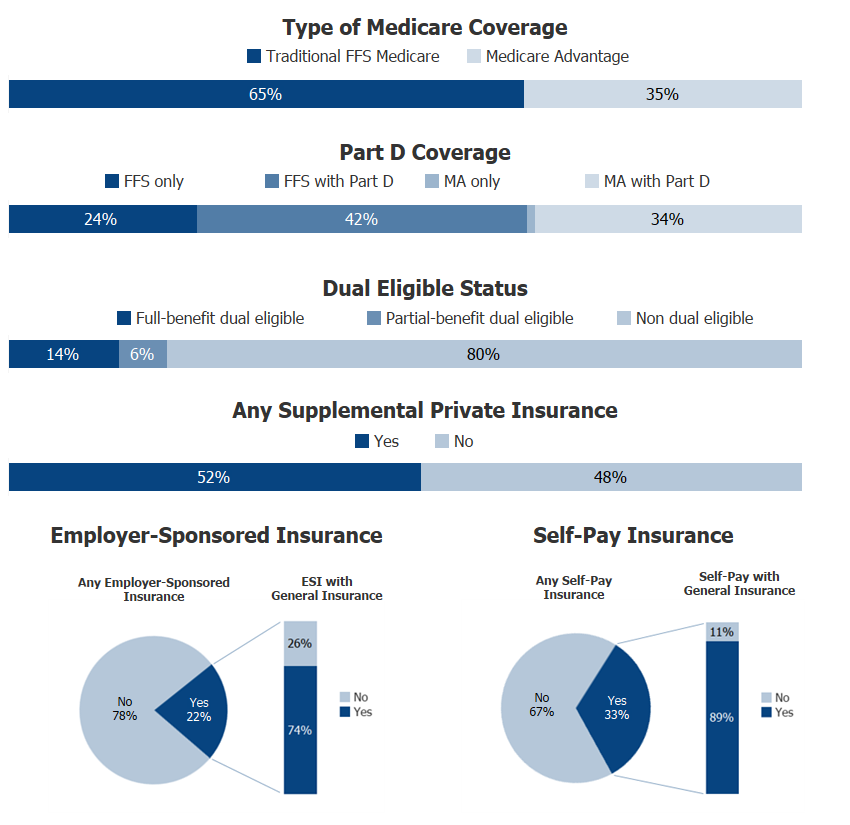 Type of Medicare Coverage
Traditional FFS Medicare Medicare Advantage
65% 35%
Part D Coverage
FFS only FFS with Part D MA only MA with Part D
24% 42% 34%
Dual Eligible Status
Full-benefit dual eligible Partial-benefit dual eligible Non dual eligible
14% 6% 80%
Any Supplemental Private Insurance
Yes No
52% 48%
Employer-Sponsored Insurance
Any Employer-Sponsored
Insurance
ESI with
General Insurance
26%
No
78%
Yes
22%
74%
No
Yes
Self-Pay Insurance
Any Self-Pay
Insurance
Self-Pay with
General Insurance
11%
No
67%
Yes
33%
89%
No
Yes